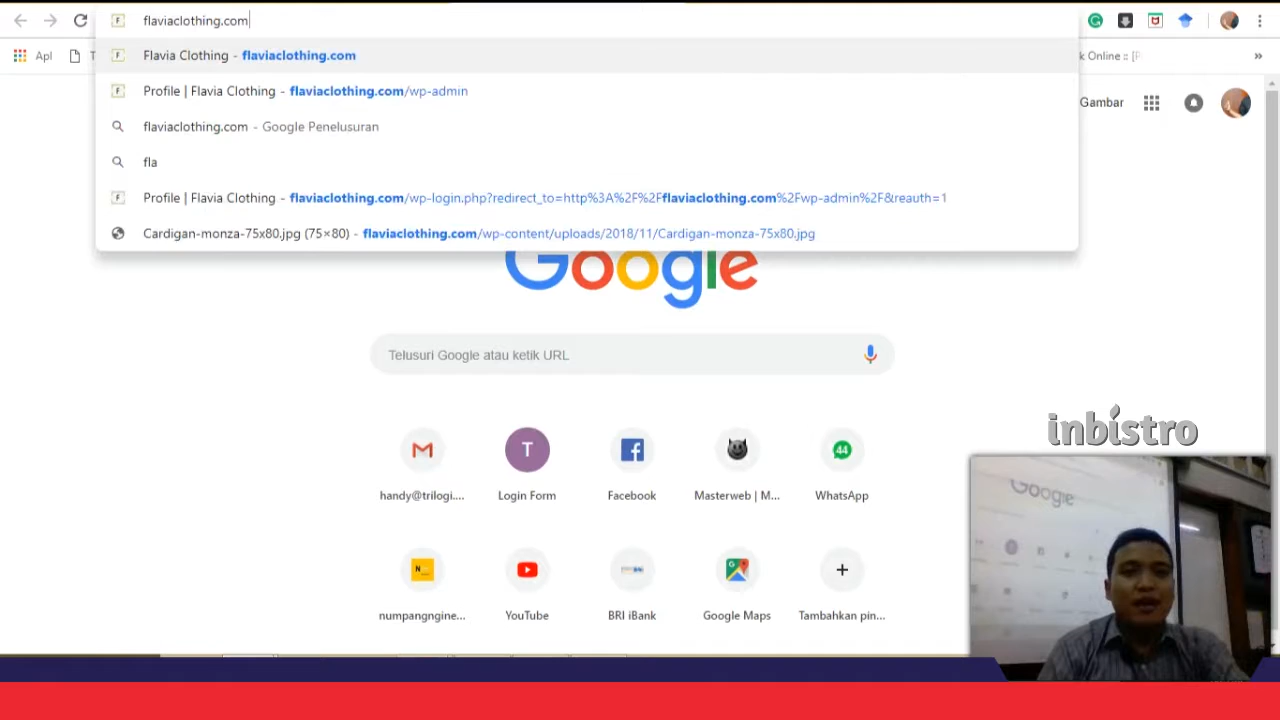 flaviaclothing.com
Apl
Flavia Clothing - flaviaclothing.com
Profile | Flavia Clothing - flaviaclothing.com/wp-admin
flaviaclothing.com - Google Penelusuran
fla
Profile | Flavia Clothing - flaviaclothing.com/wp-login.php?redirect_to=http%3A%2F%2Fflaviaclothing.com%2Fwp-admin%2F&reauth=1
Cardigan-monza-75x80.jpg (75×80) - flaviaclothing.com/wp-content/uploads/2018/11/Cardigan-monza-75x80.jpg
k Online :: [F
»
Gambar
Google
Telusuri Google atau ketik URL
T
44
handy@trilogi....
Login Form
Facebook
Masterweb | M...
WhatsApp
numpangngine...
YouTube
BRI iBank
Google Maps
Tambahkan pin...
inbistro
Google